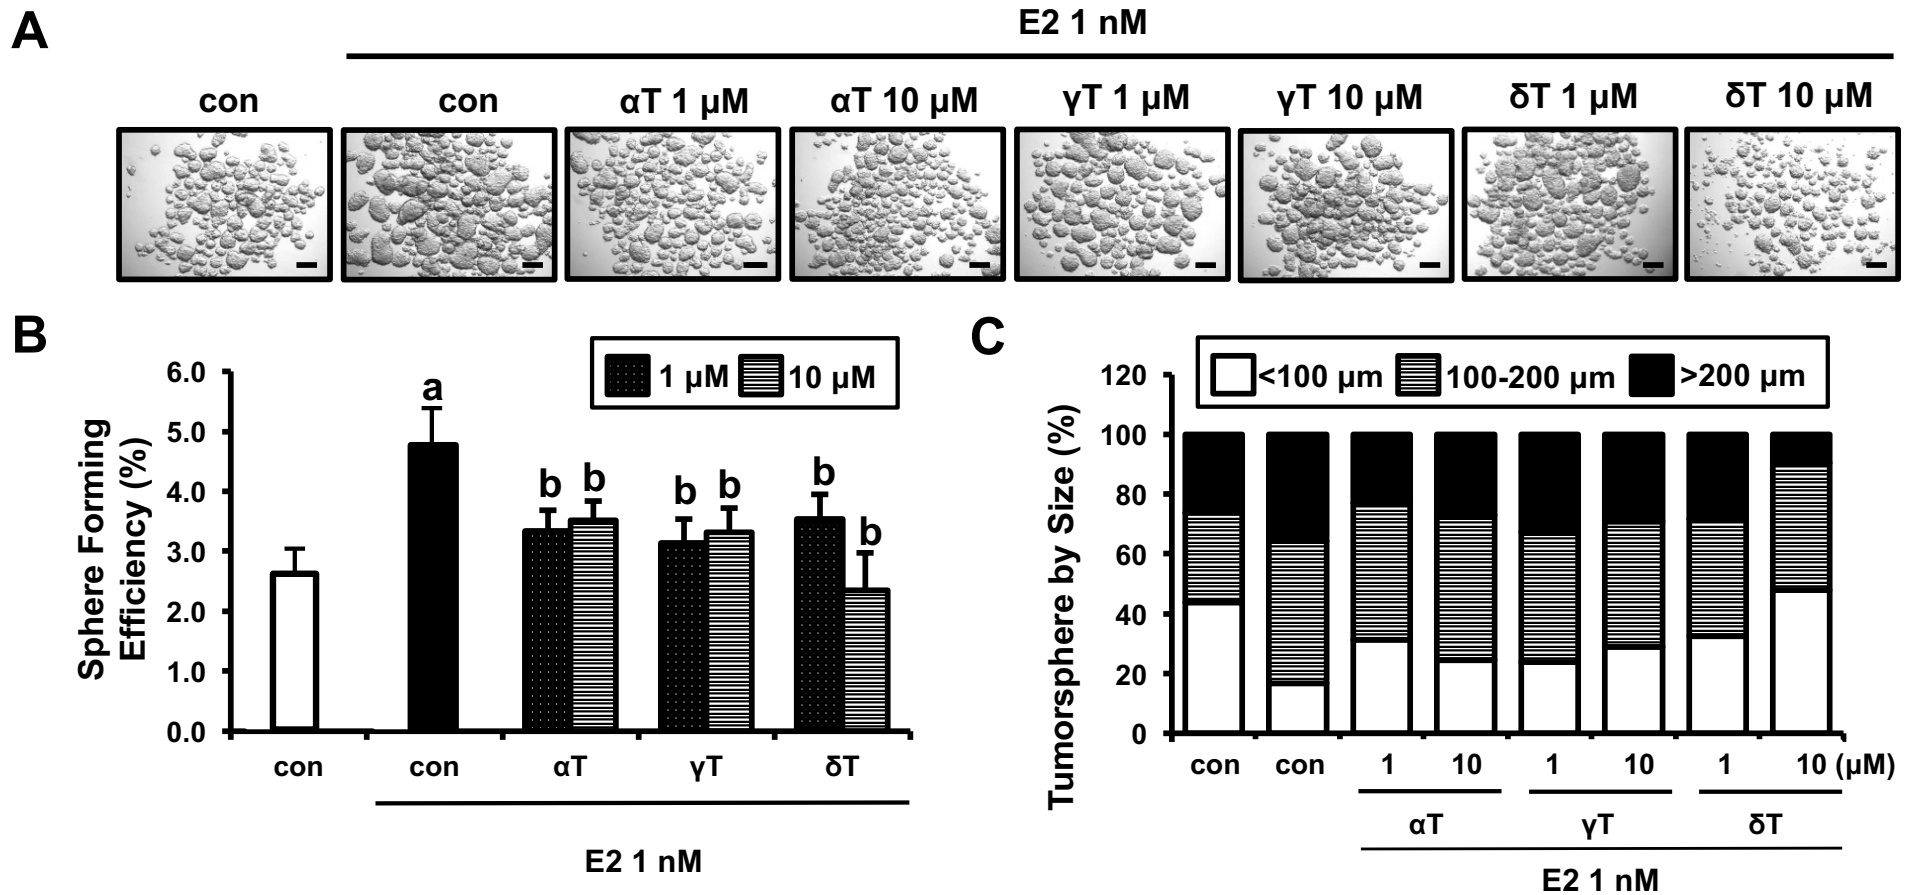 A
E2 1 nM
con con αT 1 µM αT 10 µM γT 1 µM γT 10 µM δT 1 µM δT 10 µM
B
1 µM 10 µM
Sphere Forming
Efficiency (%)
6.0
5.0
4.0
3.0
2.0
1.0
0.0
a
b b b b b b
con con αT γT δT
E2 1 nM
C
<100 µm 100-200 µm >200 µm
Tumorsphere by Size (%)
120
100
80
60
40
20
0
con con 1 10 1 10 1 10 (µM)
αT γT δT
E2 1 nM